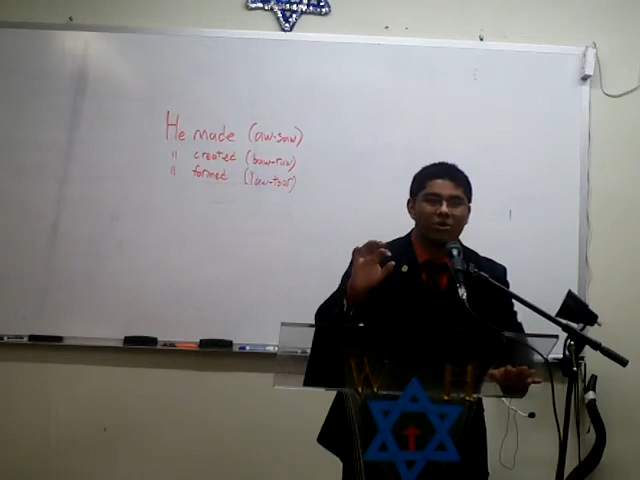 He made (aw-saw)
" created (baw-raw)
" formed (Yaw-tsar)
W H